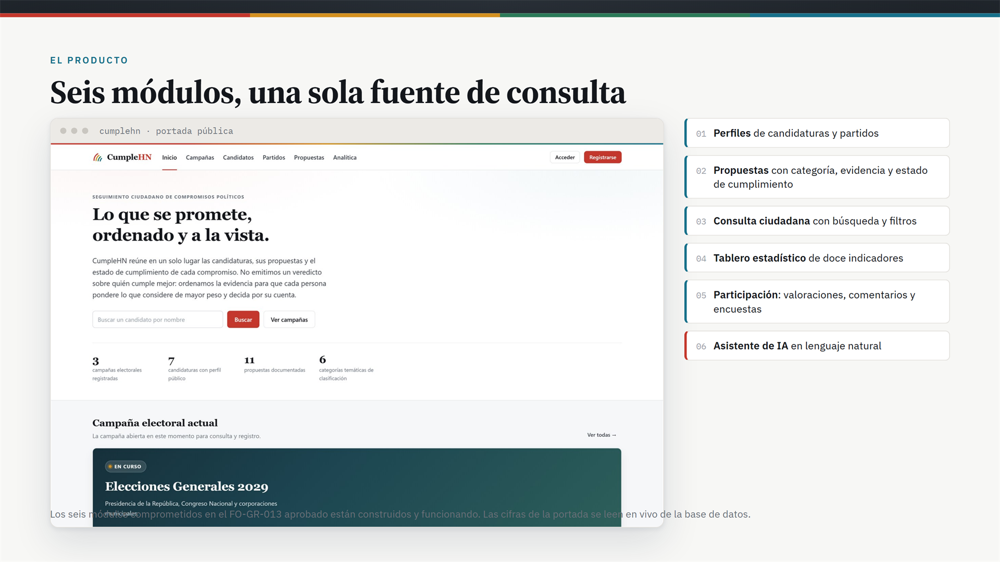 EL PRODUCTO
Seis módulos, una sola fuente de consulta
cumplehn · portada pública
CumpleHN
Inicio
Campañas
Candidatos
Partidos
Propuestas
Analítica
Acceder
Registrarse
SEGUIMIENTO CIUDADANO DE COMPROMISOS POLÍTICOS
Lo que se promete,
ordenado y a la vista.
CumpleHN reúne en un solo lugar las candidaturas, sus propuestas y el
estado de cumplimiento de cada compromiso. No emitimos un veredicto
sobre quién cumple mejor: ordenamos la evidencia para que cada persona
pondere lo que considere de mayor peso y decida por su cuenta.
Buscar un candidato por nombre
Buscar
Ver campañas
3
campañas electorales
registradas
7
candidaturas con perfil
público
11
propuestas documentadas
6
categorías temáticas de
clasificación
Campaña electoral actual
La campaña abierta en este momento para consulta y registro.
Ver todas →
EN CURSO
Elecciones Generales 2029
Presidencia de la República, Congreso Nacional y corporaciones
municipales.
01 Perfiles de candidaturas y partidos
02 Propuestas con categoría, evidencia y estado
de cumplimiento
03 Consulta ciudadana con búsqueda y filtros
04 Tablero estadístico de doce indicadores
05 Participación: valoraciones, comentarios y
encuestas
06 Asistente de IA en lenguaje natural
Los seis módulos comprometidos en el FO-GR-013 aprobado están construidos y funcionando. Las cifras de la portada se leen en vivo de la base de datos.